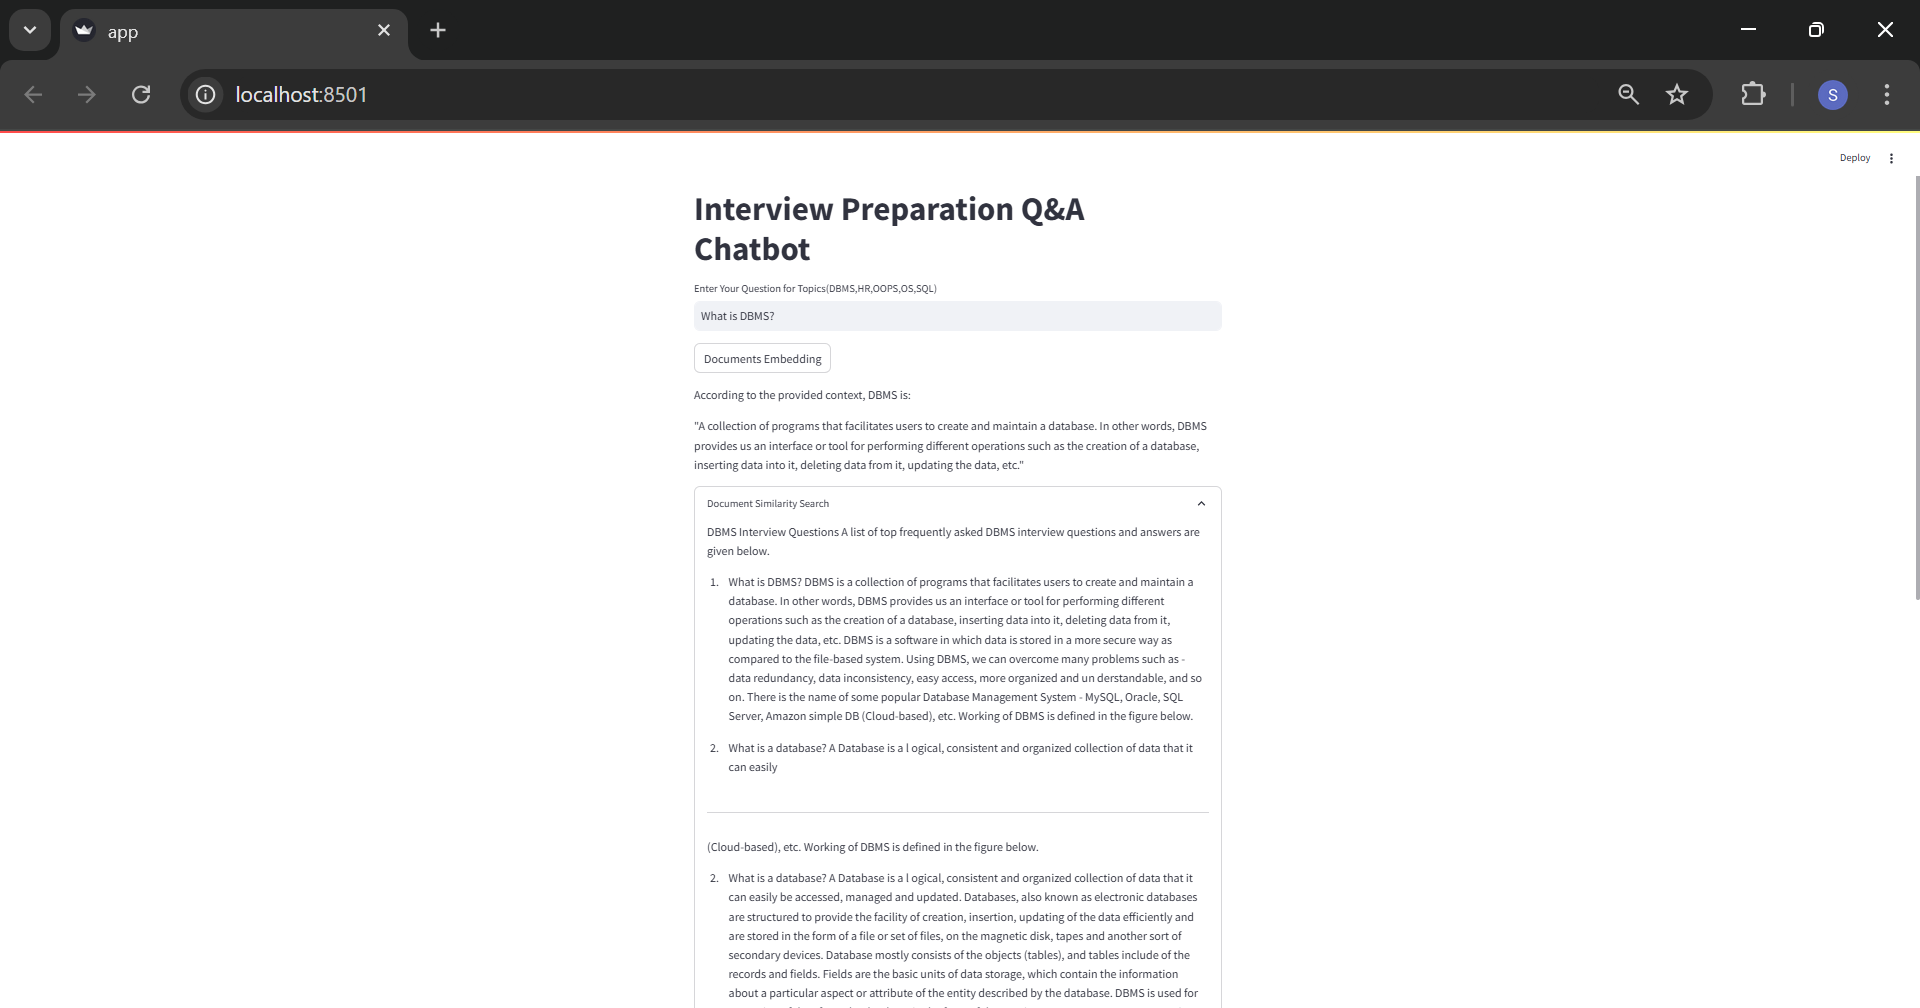 app
localhost:8501
S
Deploy
Interview Preparation Q&A
Chatbot
Enter Your Question for Topics(DBMS,HR,OOPS,OS,SQL)
What is DBMS?
Documents Embedding
According to the provided context, DBMS is:
"A collection of programs that facilitates users to create and maintain a database. In other words, DBMS
provides us an interface or tool for performing different operations such as the creation of a database,
inserting data into it, deleting data from it, updating the data, etc."
Document Similarity Search
DBMS Interview Questions A list of top frequently asked DBMS interview questions and answers are
given below.
1. What is DBMS? DBMS is a collection of programs that facilitates users to create and maintain a
database. In other words, DBMS provides us an interface or tool for performing different
operations such as the creation of a database, inserting data into it, deleting data from it,
updating the data, etc. DBMS is a software in which data is stored in a more secure way as
compared to the file-based system. Using DBMS, we can overcome many problems such as -
data redundancy, data inconsistency, easy access, more organized and un derstandable, and so
on. There is the name of some popular Database Management System - MySQL, Oracle, SQL
Server, Amazon simple DB (Cloud-based), etc. Working of DBMS is defined in the figure below.
2. What is a database? A Database is a l ogical, consistent and organized collection of data that it
can easily
(Cloud-based), etc. Working of DBMS is defined in the figure below.
2. What is a database? A Database is a l ogical, consistent and organized collection of data that it
can easily be accessed, managed and updated. Databases, also known as electronic databases
are structured to provide the facility of creation, insertion, updating of the data efficiently and
are stored in the form of a file or set of files, on the magnetic disk, tapes and another sort of
secondary devices. Database mostly consists of the objects (tables), and tables include of the
records and fields. Fields are the basic units of data storage, which contain the information
about a particular aspect or attribute of the entity described by the database. DBMS is used for